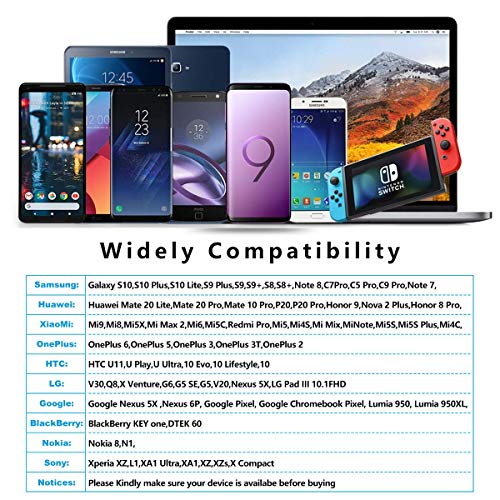 SAMSUNG
12:45
12
23
9
SAMSUNG
NINTENDO
SWITCH
Widely Compatibility
Samsung: Galaxy S10,S10 Plus,S10 Lite,S9 Plus,S9,S9+,S8,S8+,Note 8,C7Pro,C5 Pro,C9 Pro,Note 7,
Huawei: Huawei Mate 20 Lite,Mate 20 Pro,Mate 10 Pro,P20,P20 Pro,Honor 9,Nova 2 Plus,Honor 8 Pro,
XiaoMi: Mi9,Mi8,Mi5X,Mi Max 2,Mi6,Mi5C,Redmi Pro,Mi5,Mi4S,Mi Mix,MiNote,Mi5S,Mi5S Plus,Mi4C,
OnePlus: OnePlus 6,OnePlus 5,OnePlus 3,OnePlus 3T,OnePlus 2
HTC: HTC U11,U Play,U Ultra,10 Evo,10 Lifestyle,10
LG: V30,Q8,X Venture,G6,G5 SE,G5,V20,Nexus 5X,LG Pad III 10.1FHD
Google: Google Nexus 5X ,Nexus 6P, Google Pixel, Google Chromebook Pixel, Lumia 950, Lumia 950XL,
BlackBerry: BlackBerry KEY one,DTEK 60
Nokia: Nokia 8,N1,
Sony: Xperia XZ,L1,XA1 Ultra,XA1,XZ,XZs,X Compact
Notices: Please Kindly make sure your device is availabe before buying